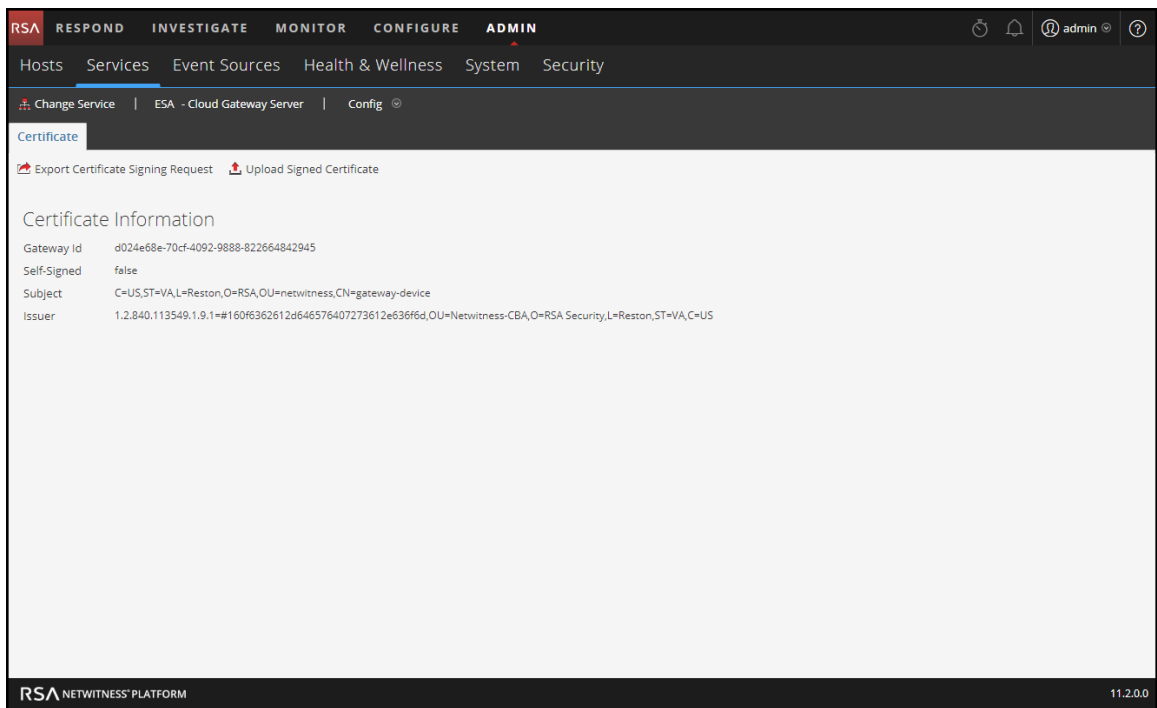 RSA RESPOND INVESTIGATE MONITOR CONFIGURE ADMIN admin ?
Hosts Services Event Sources Health & Wellness System Security
Change Service | ESA - Cloud Gateway Server | Config
Certificate
Export Certificate Signing Request Upload Signed Certificate
Certificate Information
Gateway Id d024e68e-70cf-4092-9888-822664842945
Self-Signed false
Subject C=US,ST=VA,L=Reston,O=RSA,OU=netwitness,CN=gateway-device
Issuer 1.2.840.113549.1.9.1=#160f6362612d646576407273612e636f6d,OU=Netwitness-CBA,O=RSA Security,L=Reston,ST=VA,C=US
RSA NETWITNESS® PLATFORM 11.2.0.0